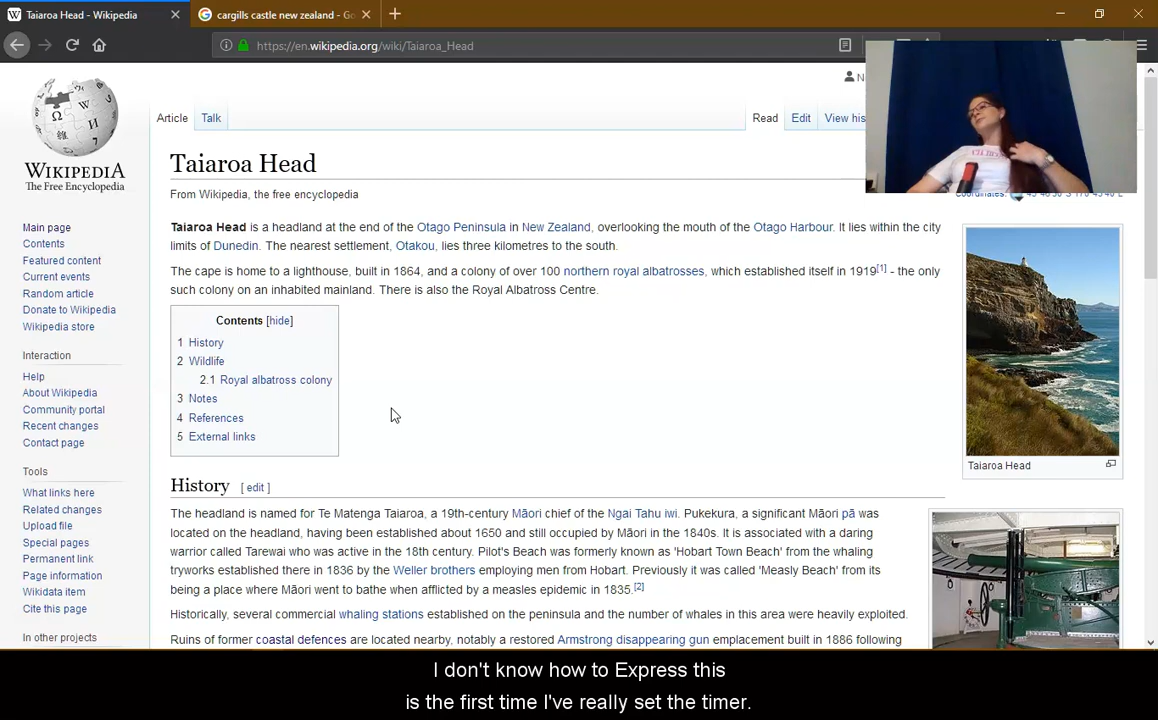 Taiaroa Head - Wikipedia
cargills castle new zealand - Go
https://en.wikipedia.org/wiki/Taiaroa_Head
WIKIPEDIA
The Free Encyclopedia
Article
Talk
Read
Edit
View his
Main page
Contents
Featured content
Current events
Random article
Donate to Wikipedia
Wikipedia store
Interaction
Help
About Wikipedia
Community portal
Recent changes
Contact page
Tools
What links here
Related changes
Upload file
Special pages
Permanent link
Page information
Wikidata item
Cite this page
In other projects
Taiaroa Head
From Wikipedia, the free encyclopedia
Taiaroa Head is a headland at the end of the Otago Peninsula in New Zealand, overlooking the mouth of the Otago Harbour. It lies within the city
limits of Dunedin. The nearest settlement, Otakou, lies three kilometres to the south.
The cape is home to a lighthouse, built in 1864, and a colony of over 100 northern royal albatrosses, which established itself in 1919[1] - the only
such colony on an inhabited mainland. There is also the Royal Albatross Centre.
Contents [hide]
1 History
2 Wildlife
2.1 Royal albatross colony
3 Notes
4 References
5 External links
Taiaroa Head
History [ edit ]
The headland is named for Te Matenga Taiaroa, a 19th-century Māori chief of the Ngai Tahu iwi. Pukekura, a significant Māori pā was
located on the headland, having been established about 1650 and still occupied by Māori in the 1840s. It is associated with a daring
warrior called Tarewai who was active in the 18th century. Pilot's Beach was formerly known as 'Hobart Town Beach' from the whaling
tryworks established there in 1836 by the Weller brothers employing men from Hobart. Previously it was called 'Measly Beach' from its
being a place where Māori went to bathe when afflicted by a measles epidemic in 1835.[2]
Historically, several commercial whaling stations established on the peninsula and the number of whales in this area were heavily exploited.
Ruins of former coastal defences are located nearby, notably a restored Armstrong disappearing gun emplacement built in 1886 following
I don't know how to Express this
is the first time I've really set the timer.